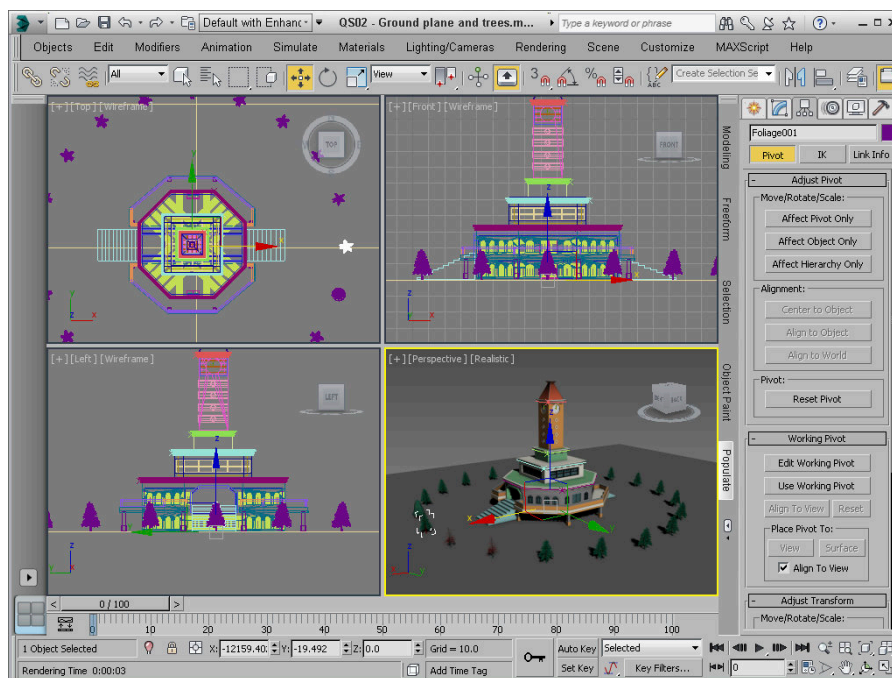 Default with Enhanc QS02 - Ground plane and trees.m... Type a keyword or phrase
Objects Edit Modifiers Animation Simulate Materials Lighting/Cameras Rendering Scene Customize MAXScript Help
All View 3 % ABC Create Selection Se
[+] [Top] [Wireframe]
TOP
[+] [Front] [Wireframe]
FRONT
[+] [Left] [Wireframe]
LEFT
[+] [Perspective] [Realistic]
BACK
Modeling
Freeform
Selection
Object Paint
Populate
Foliage001
Pivot IK Link Info
- Adjust Pivot
Move/Rotate/Scale:
Affect Pivot Only
Affect Object Only
Affect Hierarchy Only
Alignment:
Center to Object
Align to Object
Align to World
Pivot:
Reset Pivot
- Working Pivot
Edit Working Pivot
Use Working Pivot
Align To View Reset
Place Pivot To:
View Surface
Align To View
- Adjust Transform
Move/Rotate/Scale:
< 0 / 100 >
0 10 20 30 40 50 60 70 80 90 100
1 Object Selected X: -12159.40 Y: -19.492 Z: 0.0 Grid = 10.0 Auto Key Selected
Rendering Time 0:00:03 Add Time Tag Set Key Key Filters... 0